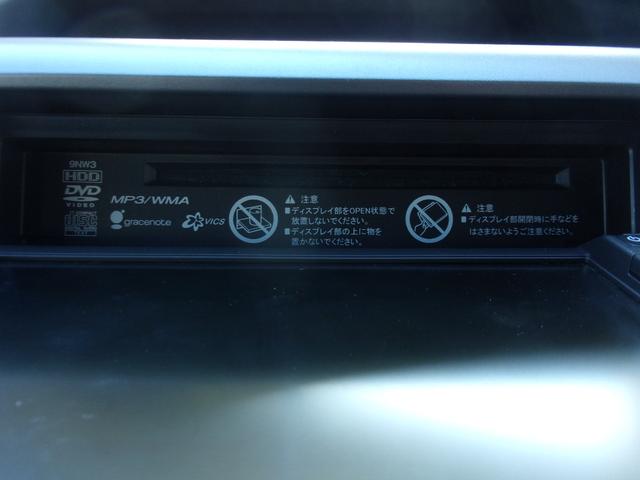 9NW3
HDD
DVD
VIDEO
disc
MP3/WMA
gracenote
VICS
注意
■ディスプレイ部をOPEN状態で
放置しないでください。
■ディスプレイ部の上に物を
置かないでください。
注意
■ディスプレイ部開閉時に手などを
はさまないようご注意ください。